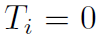 T_i = 0